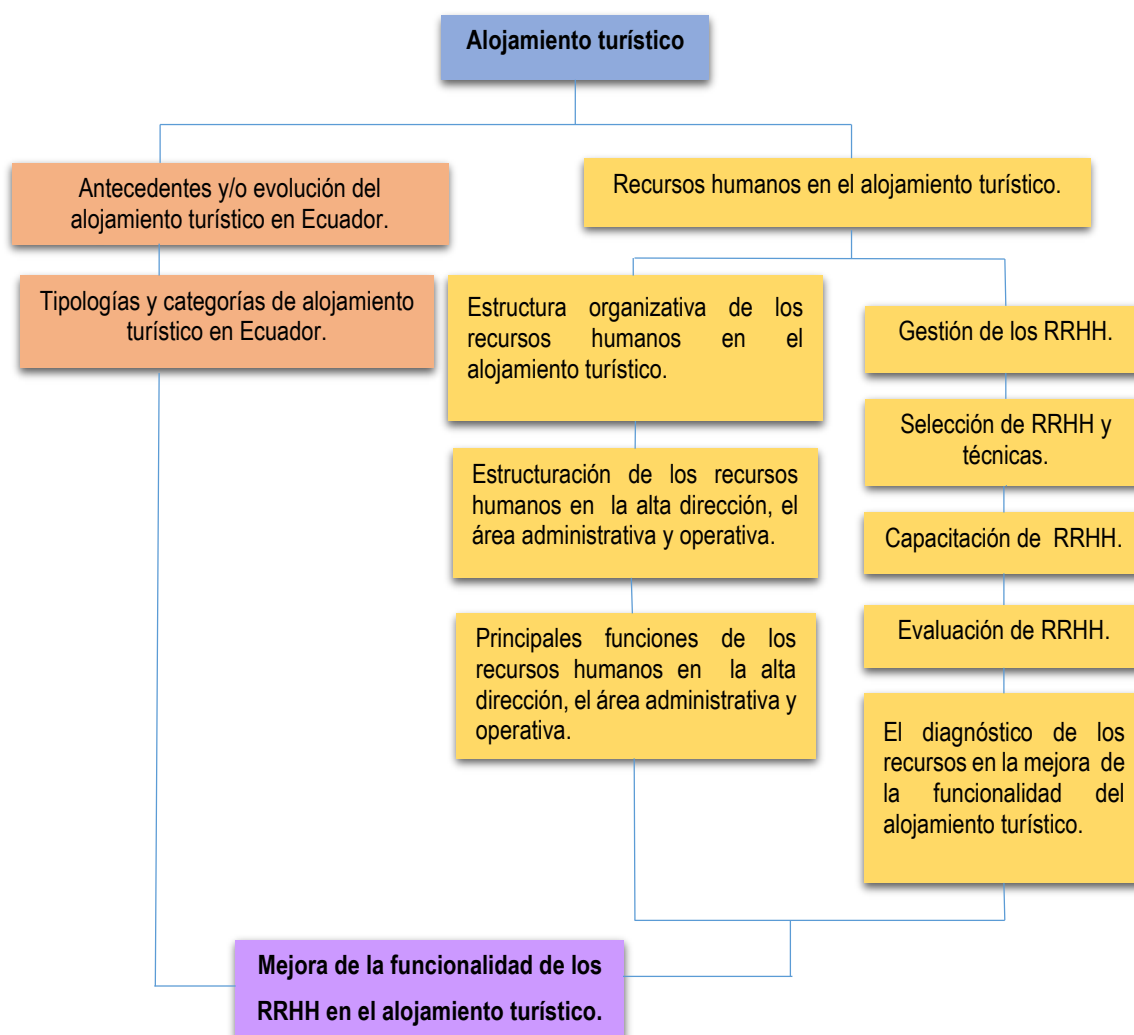 Alojamiento turístico
Antecedentes y/o evolución del
alojamiento turístico en Ecuador.
Tipologías y categorías de alojamiento
turístico en Ecuador.
Recursos humanos en el alojamiento turístico.
Estructura organizativa de los
recursos humanos en el
alojamiento turístico.
Estructuración de los recursos
humanos en la alta dirección, el
área administrativa y operativa.
Principales funciones de los
recursos humanos en la alta
dirección, el área administrativa y
operativa.
Gestión de los RRHH.
Selección de RRHH y
técnicas.
Capacitación de RRHH.
Evaluación de RRHH.
El diagnóstico de los
recursos en la mejora de
la funcionalidad del
alojamiento turístico.
Mejora de la funcionalidad de los
RRHH en el alojamiento turístico.